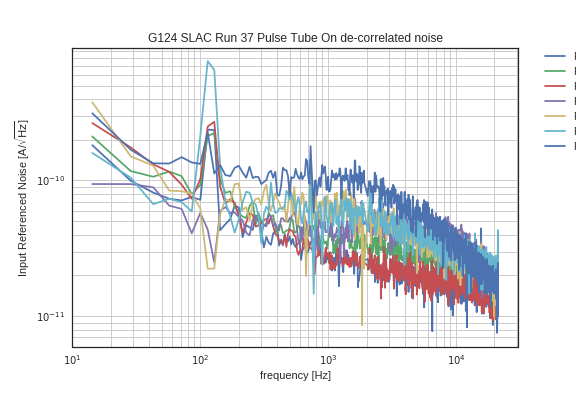 G124 SLAC Run 37 Pulse Tube On de-correlated noise
Input Referenced Noise [A/√Hz]
10⁻¹⁰
10⁻¹¹
10¹ 10² 10³ 10⁴
frequency [Hz]